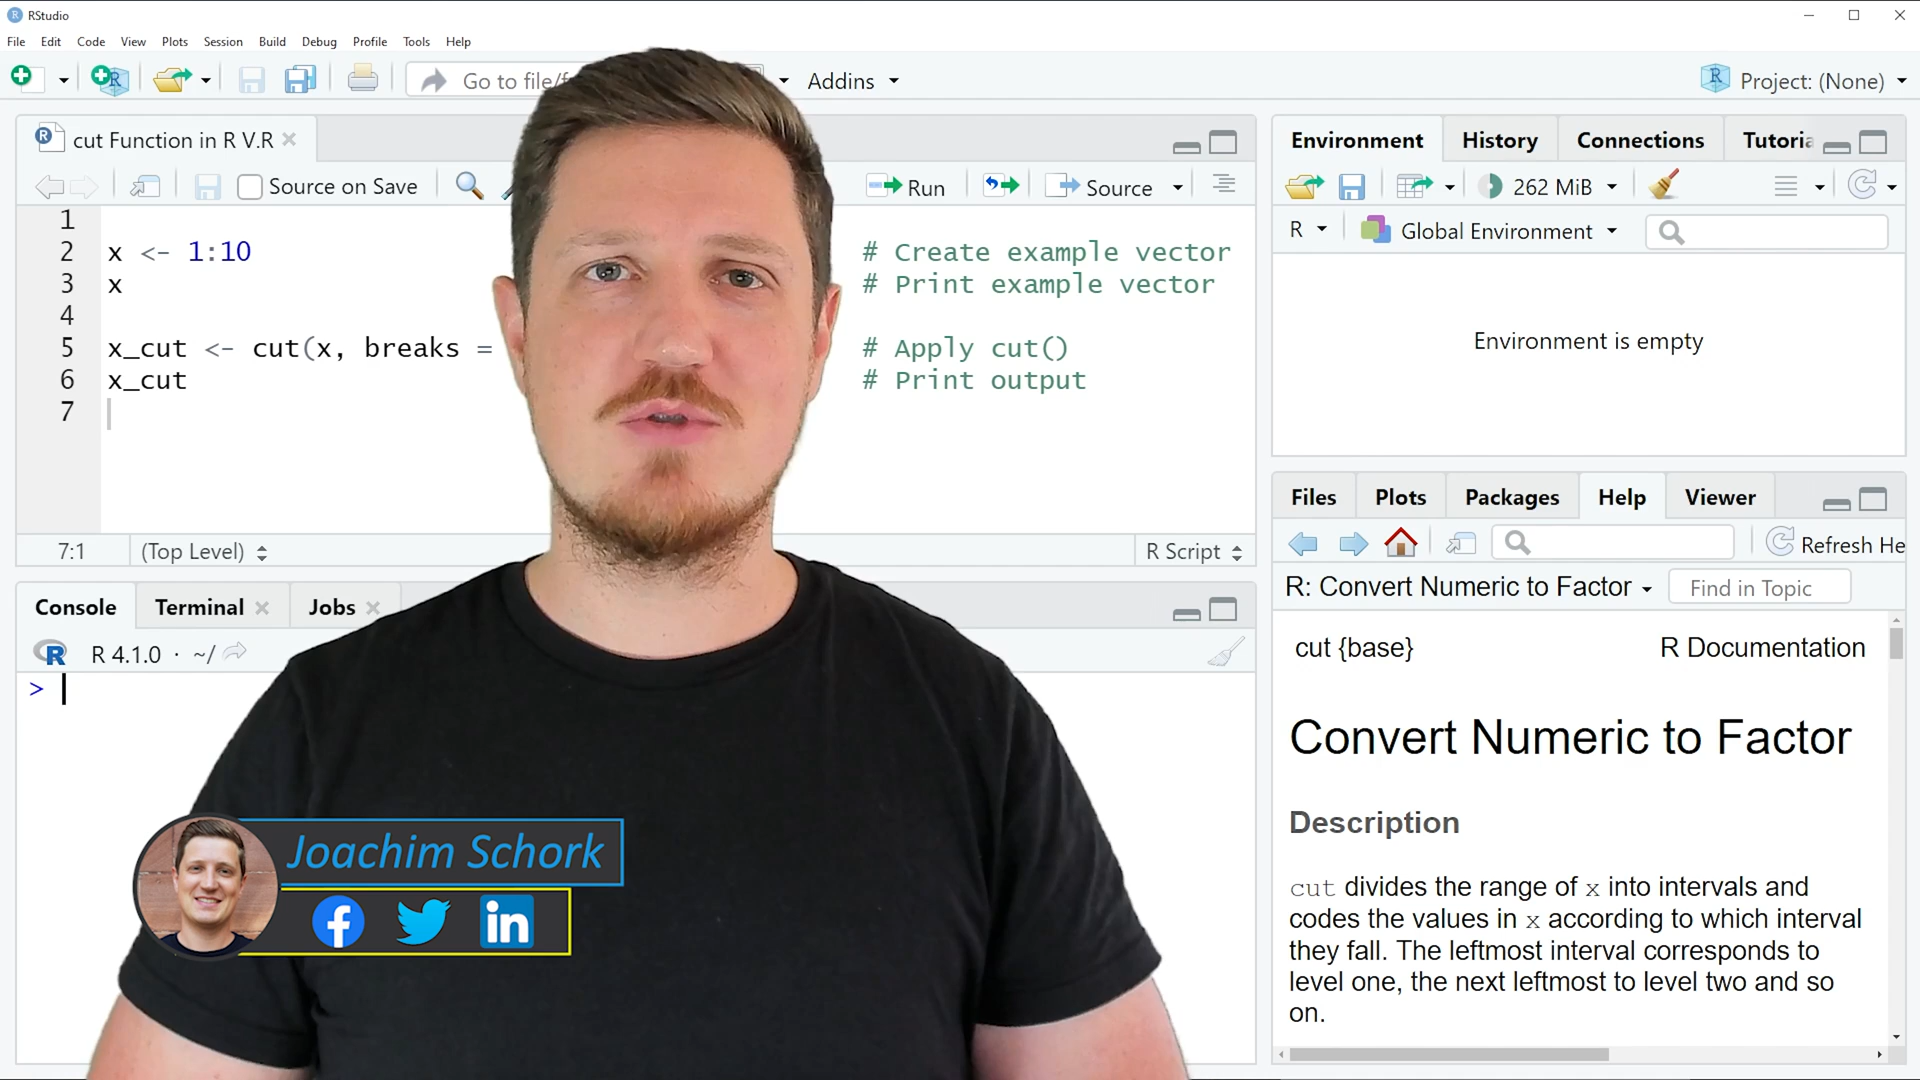 RStudio
File Edit Code View Plots Session Build Debug Profile Tools Help
Go to file/f
Addins
Project: (None)
cut Function in R V.R
Source on Save
Run
Source
1
2 x <- 1:10 # Create example vector
3 x # Print example vector
4
5 x_cut <- cut(x, breaks = # Apply cut()
6 x_cut # Print output
7
7:1 (Top Level) R Script
Console Terminal Jobs
R 4.1.0 · ~/
>
Joachim Schork
Environment History Connections Tutoria
262 MiB
R Global Environment
Environment is empty
Files Plots Packages Help Viewer
Refresh He
R: Convert Numeric to Factor Find in Topic
cut {base} R Documentation
Convert Numeric to Factor
Description
cut divides the range of x into intervals and
codes the values in x according to which interval
they fall. The leftmost interval corresponds to
level one, the next leftmost to level two and so
on.